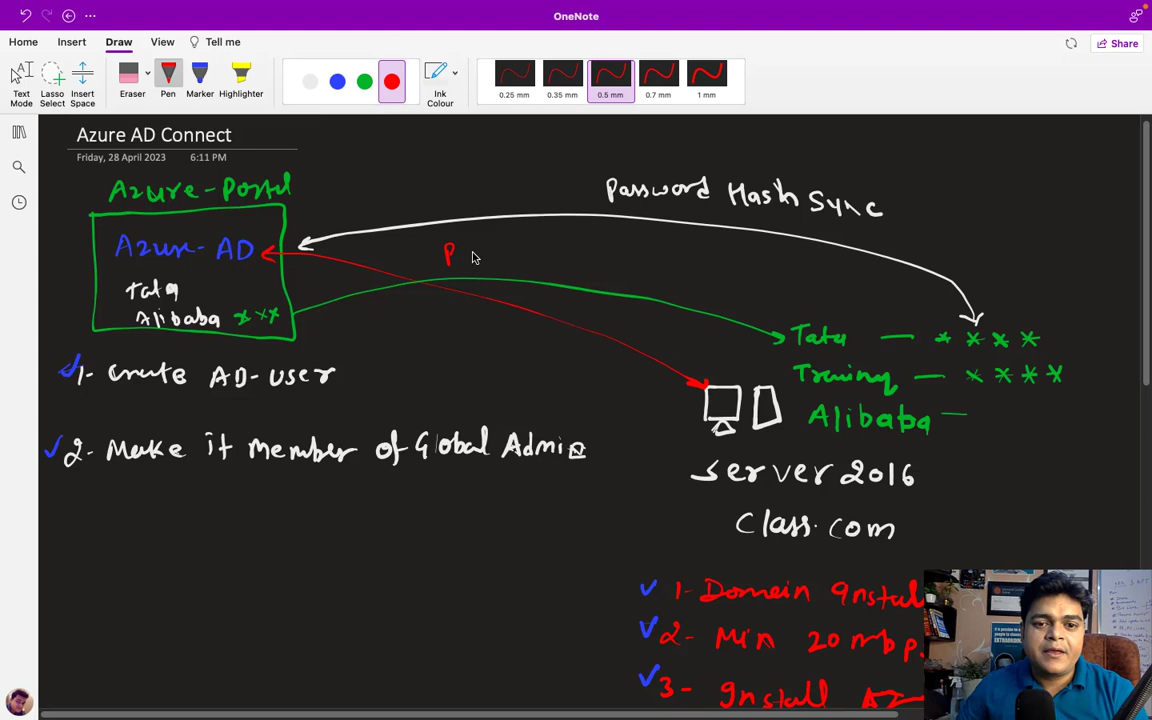 OneNote
Home Insert Draw View Tell me
Share
Text Mode
Lasso Select
Insert Space
Eraser
Pen
Marker
Highlighter
Ink Colour
0.25 mm
0.35 mm
0.5 mm
0.7 mm
1 mm
Azure AD Connect
Friday, 28 April 2023 6:11 PM
Azure-Portal
Password Hash Sync
Azure-AD
P
Tata
Alibaba ***
Tata — ****
Training — ****
Alibaba —
1- Create AD-user
2- Make it member of Global Admin
Server 2016
Class.com
1- Domain Install
2- Min 20 mbp.
3- Install